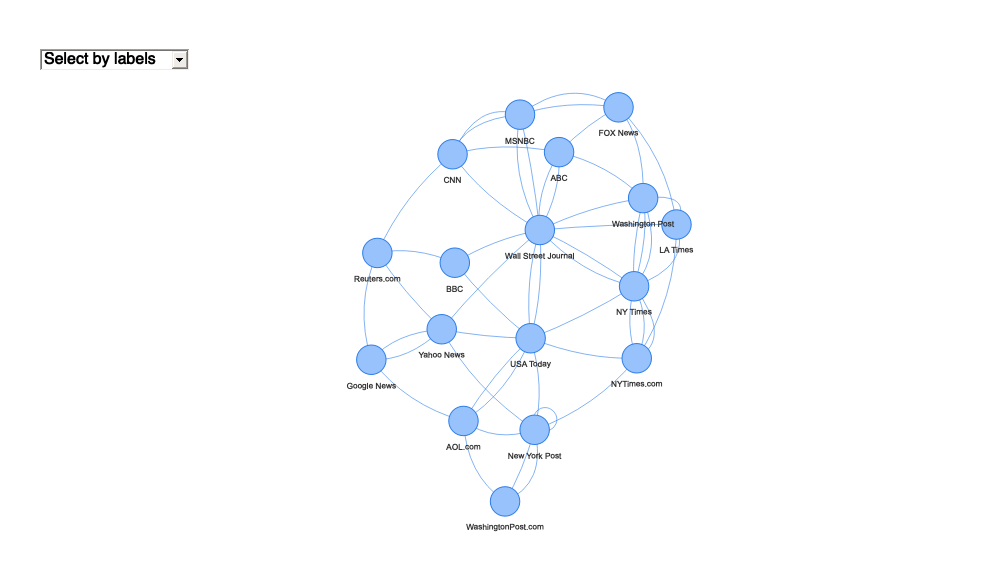 Select by labels
MSNBC
FOX News
CNN
ABC
Washington Post
LA Times
Wall Street Journal
Reuters.com
BBC
NY Times
Yahoo News
USA Today
Google News
NYTimes.com
AOL.com
New York Post
WashingtonPost.com